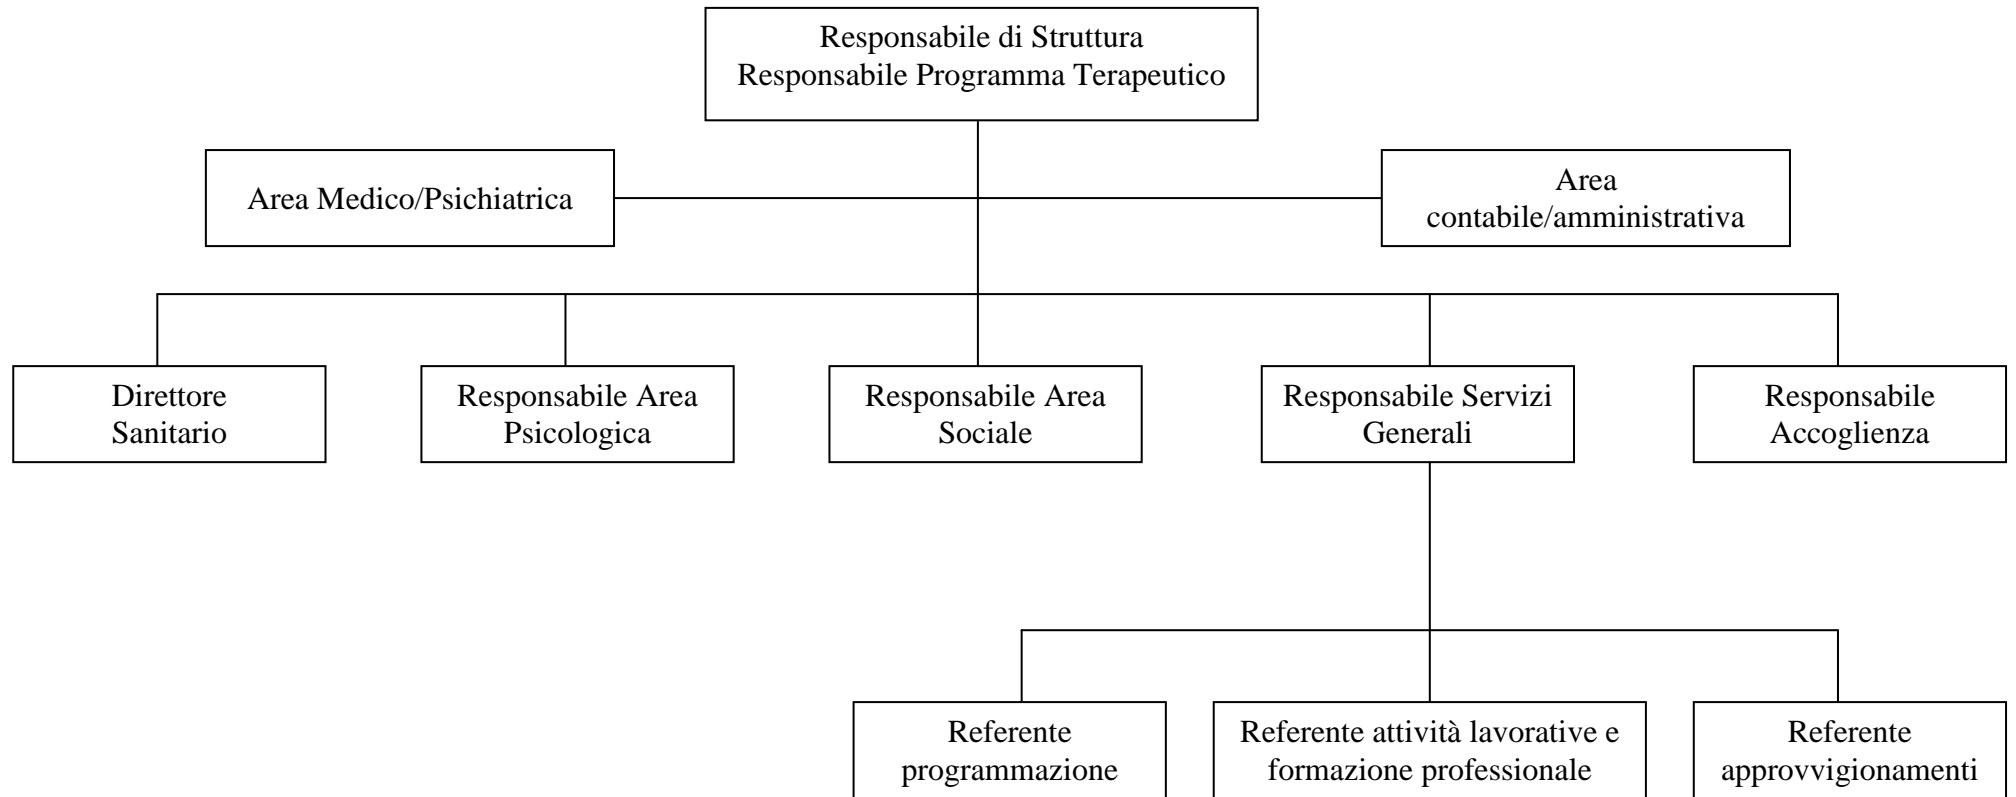 Responsabile di Struttura
Responsabile Programma Terapeutico
Area Medico/Psichiatrica
Area
contabile/amministrativa
Direttore
Sanitario
Responsabile Area
Psicologica
Responsabile Area
Sociale
Responsabile Servizi
Generali
Responsabile
Accoglienza
Referente
programmazione
Referente attività lavorative e
formazione professionale
Referente
approvvigionamenti